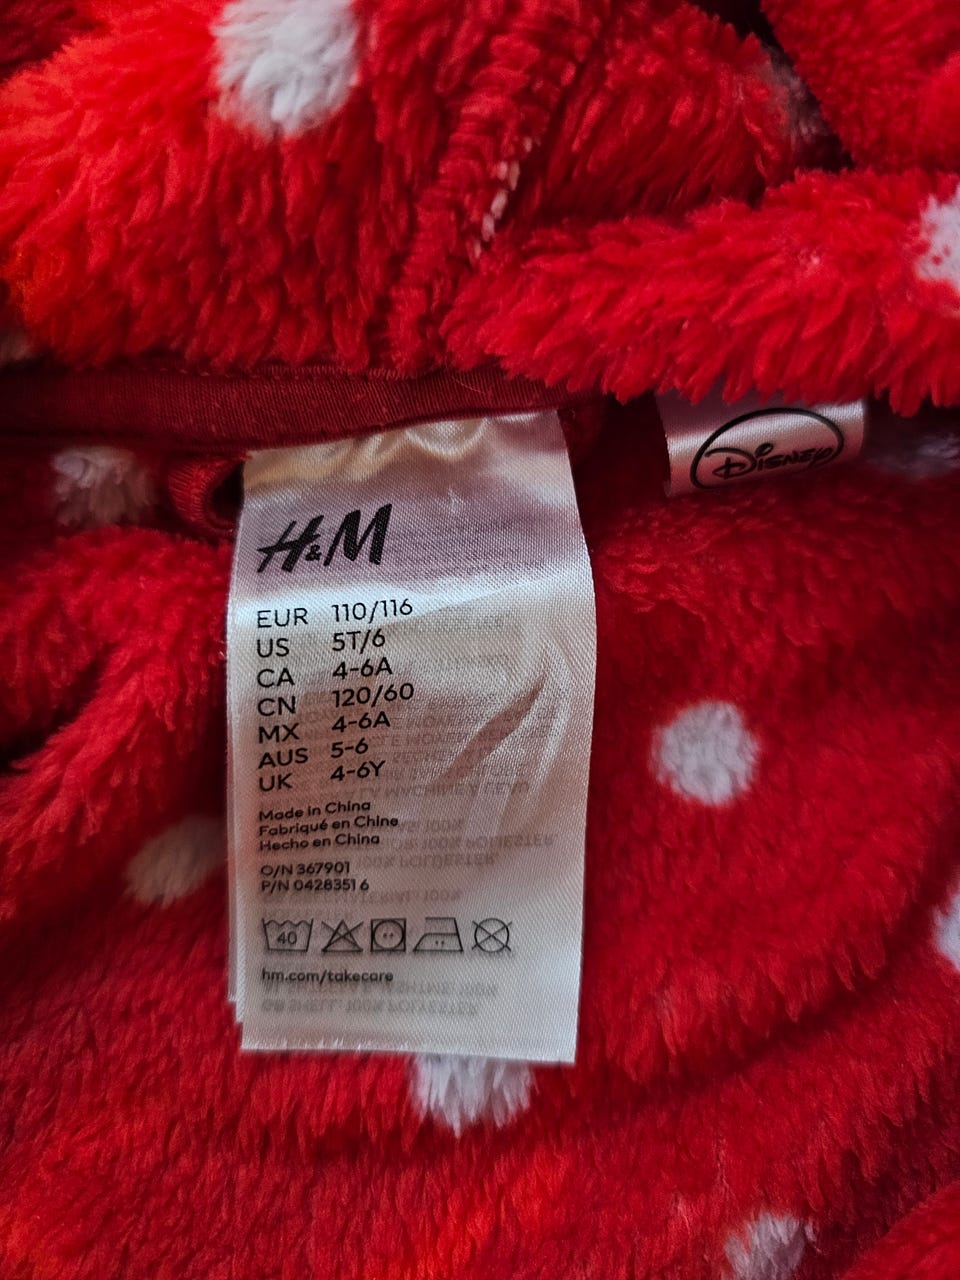 H&M
EUR 110/116
US 5T/6
CA 4-6A
CN 120/60
MX 4-6A
AUS 5-6
UK 4-6Y
Made in China
Fabriqué en Chine
Hecho en China
O/N 367901
P/N 0428351 6
40
hm.com/takecare
Disney